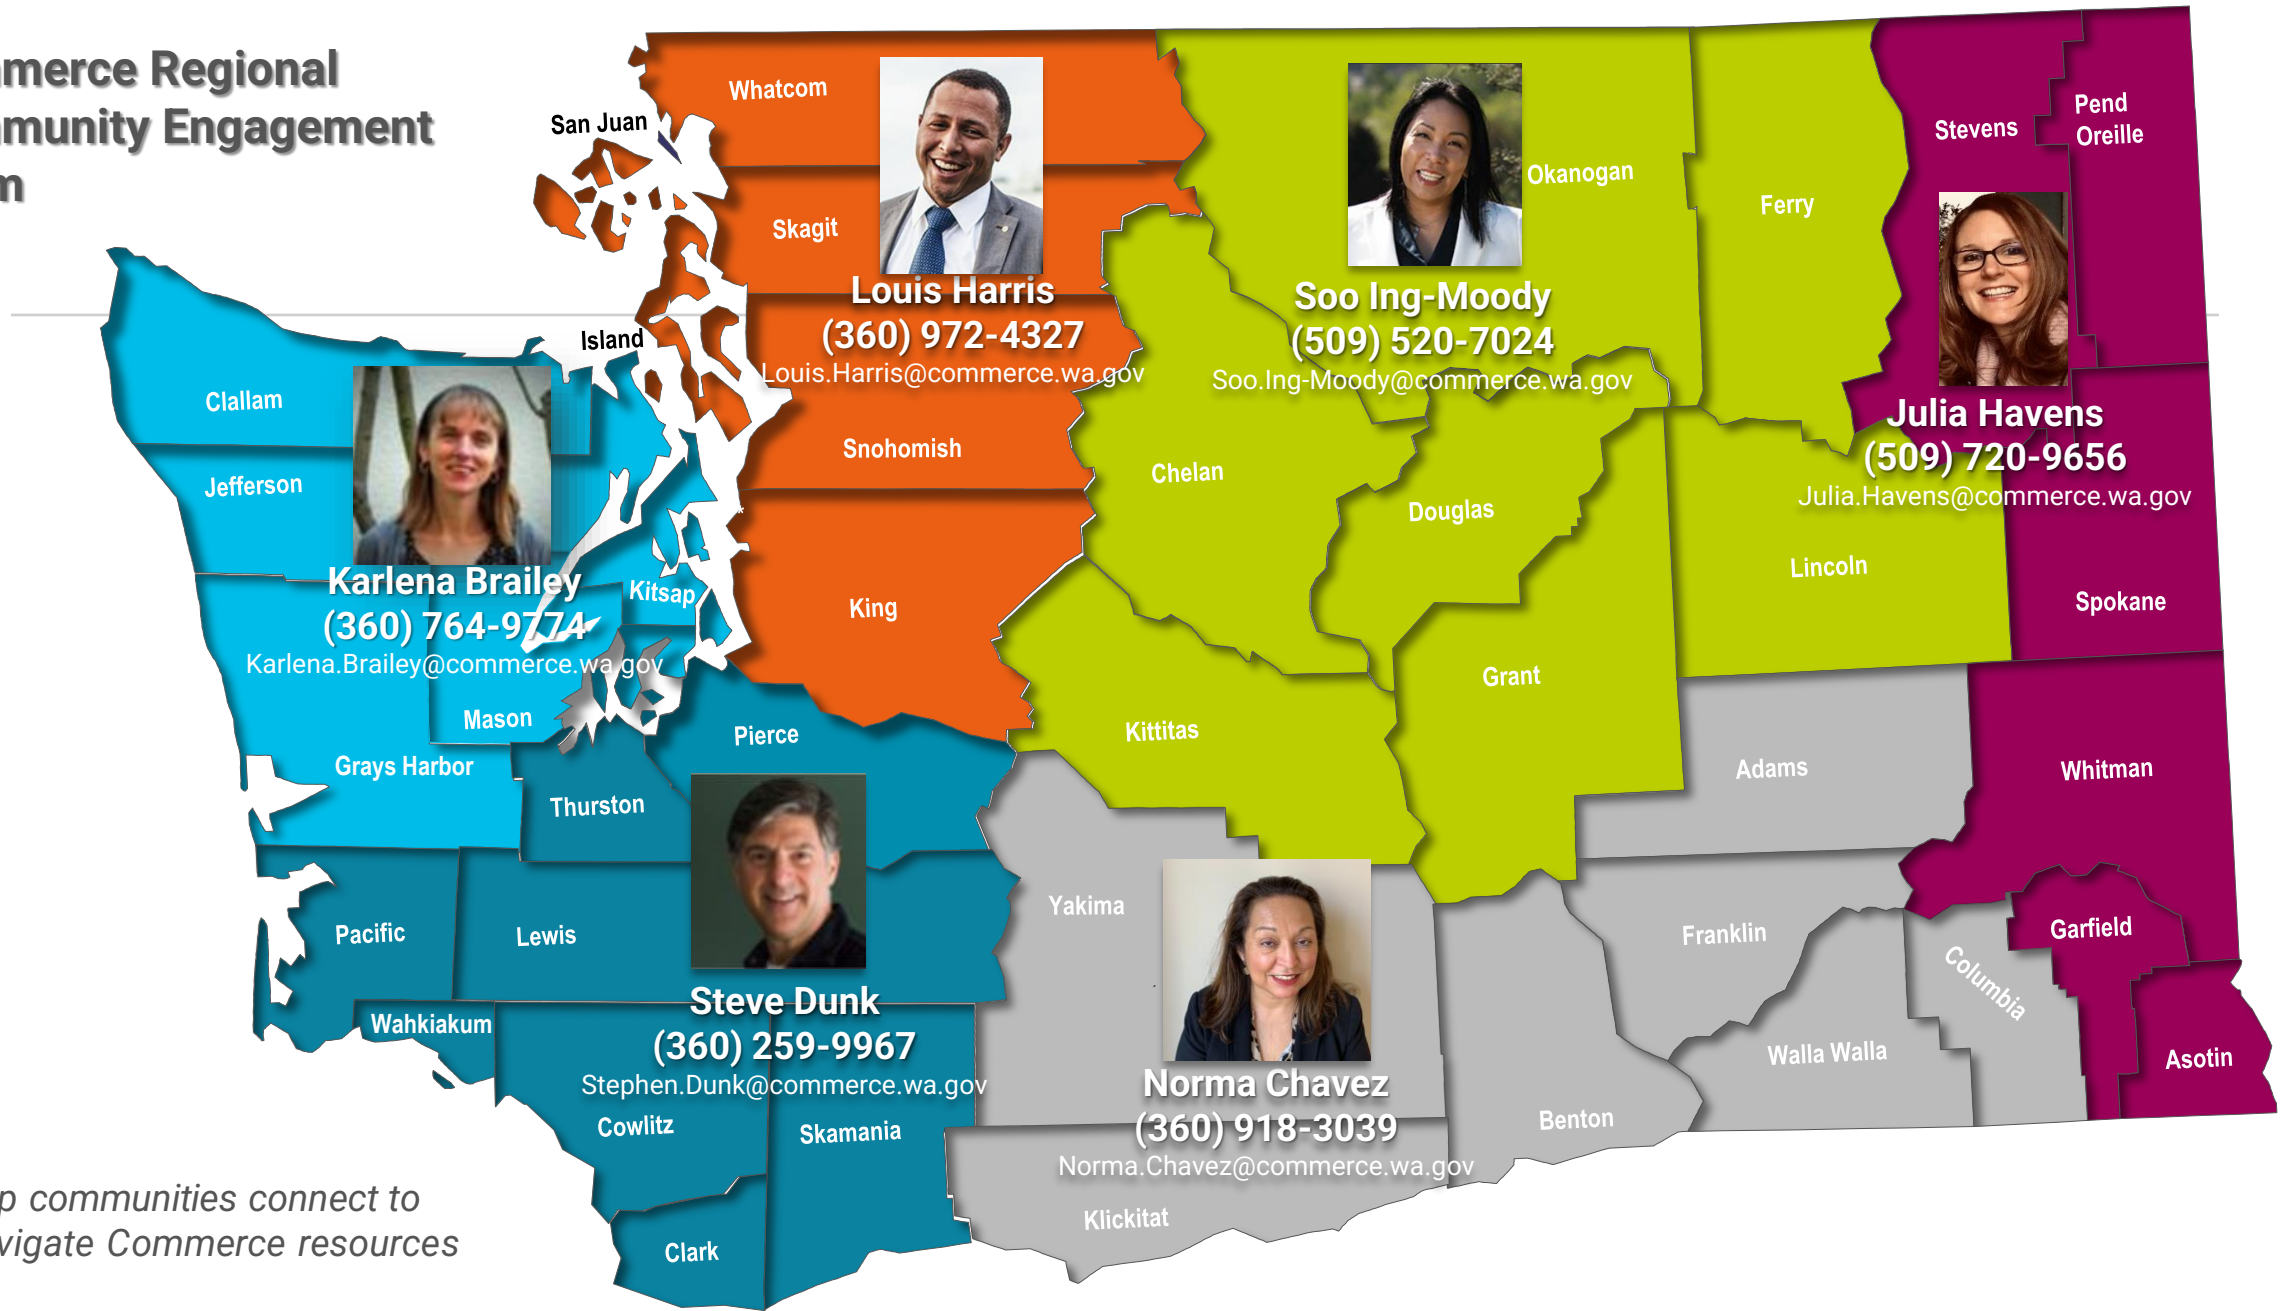 mmerce Regional
mmunity Engagement
m
Whatcom
San Juan
Skagit
Louis Harris
(360) 972-4327
Louis.Harris@commerce.wa.gov
Island
Snohomish
King
Okanogan
Ferry
Soo Ing-Moody
(509) 520-7024
Soo.Ing-Moody@commerce.wa.gov
Chelan
Douglas
Grant
Kittitas
Lincoln
Stevens
Pend
Oreille
Julia Havens
(509) 720-9656
Julia.Havens@commerce.wa.gov
Spokane
Whitman
Garfield
Asotin
Clallam
Jefferson
Karlena Brailey
(360) 764-9774
Karlena.Brailey@commerce.wa.gov
Kitsap
Mason
Grays Harbor
Pierce
Thurston
Pacific
Lewis
Wahkiakum
Steve Dunk
(360) 259-9967
Stephen.Dunk@commerce.wa.gov
Cowlitz
Skamania
Clark
Adams
Yakima
Franklin
Columbia
Walla Walla
Benton
Norma Chavez
(360) 918-3039
Norma.Chavez@commerce.wa.gov
Klickitat
p communities connect to
vigate Commerce resources